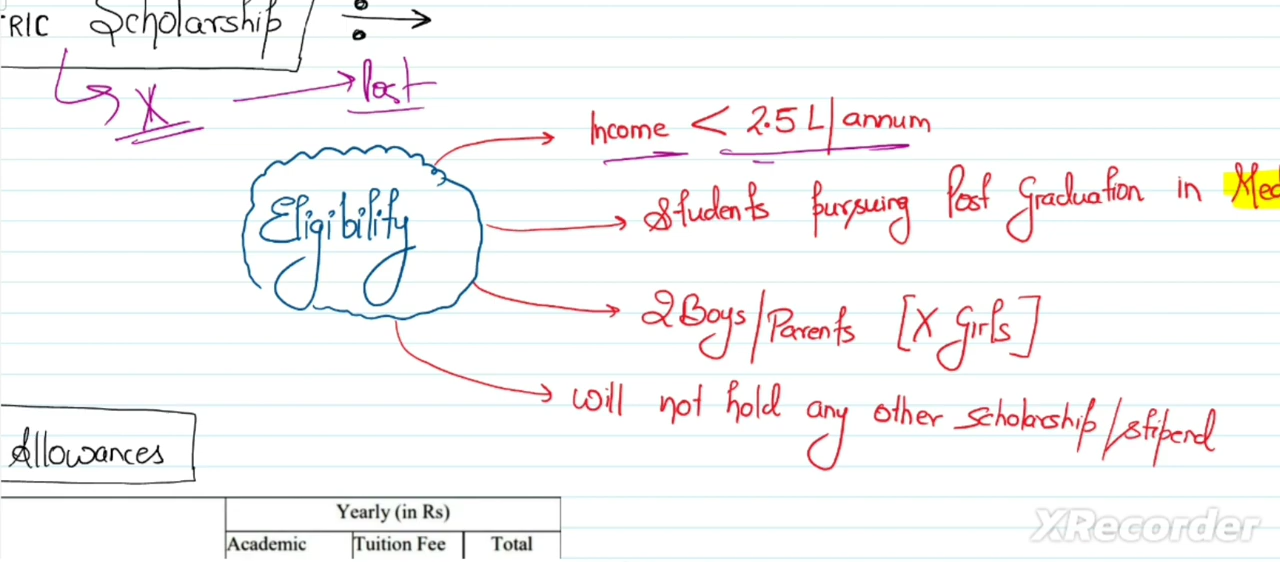 RIC Scholarship
X Post
Income < 2.5 L/annum
Students pursuing Post Graduation in Med
Eligibility
2 Boys/Parents [X Girls]
will not hold any other scholarship/stipend
Allowances
Yearly (in Rs)
Academic Tuition Fee Total
XRecorder